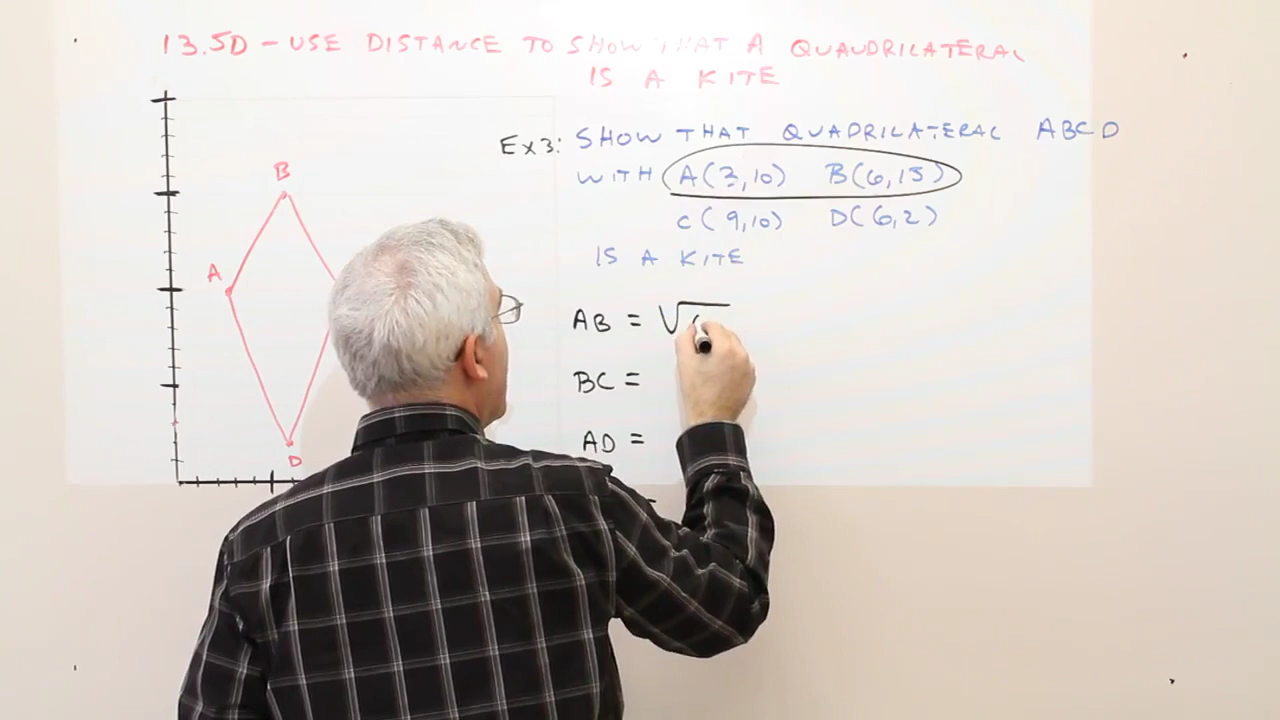 13.5D - USE DISTANCE TO SHOW THAT A QUAUDRILATERAL
IS A KITE
Ex3: SHOW THAT QUADRILATERAL ABCD
WITH A(3,10) B(6,15)
C(9,10) D(6,2)
IS A KITE
B
A
D
AB = √(
BC =
AD =